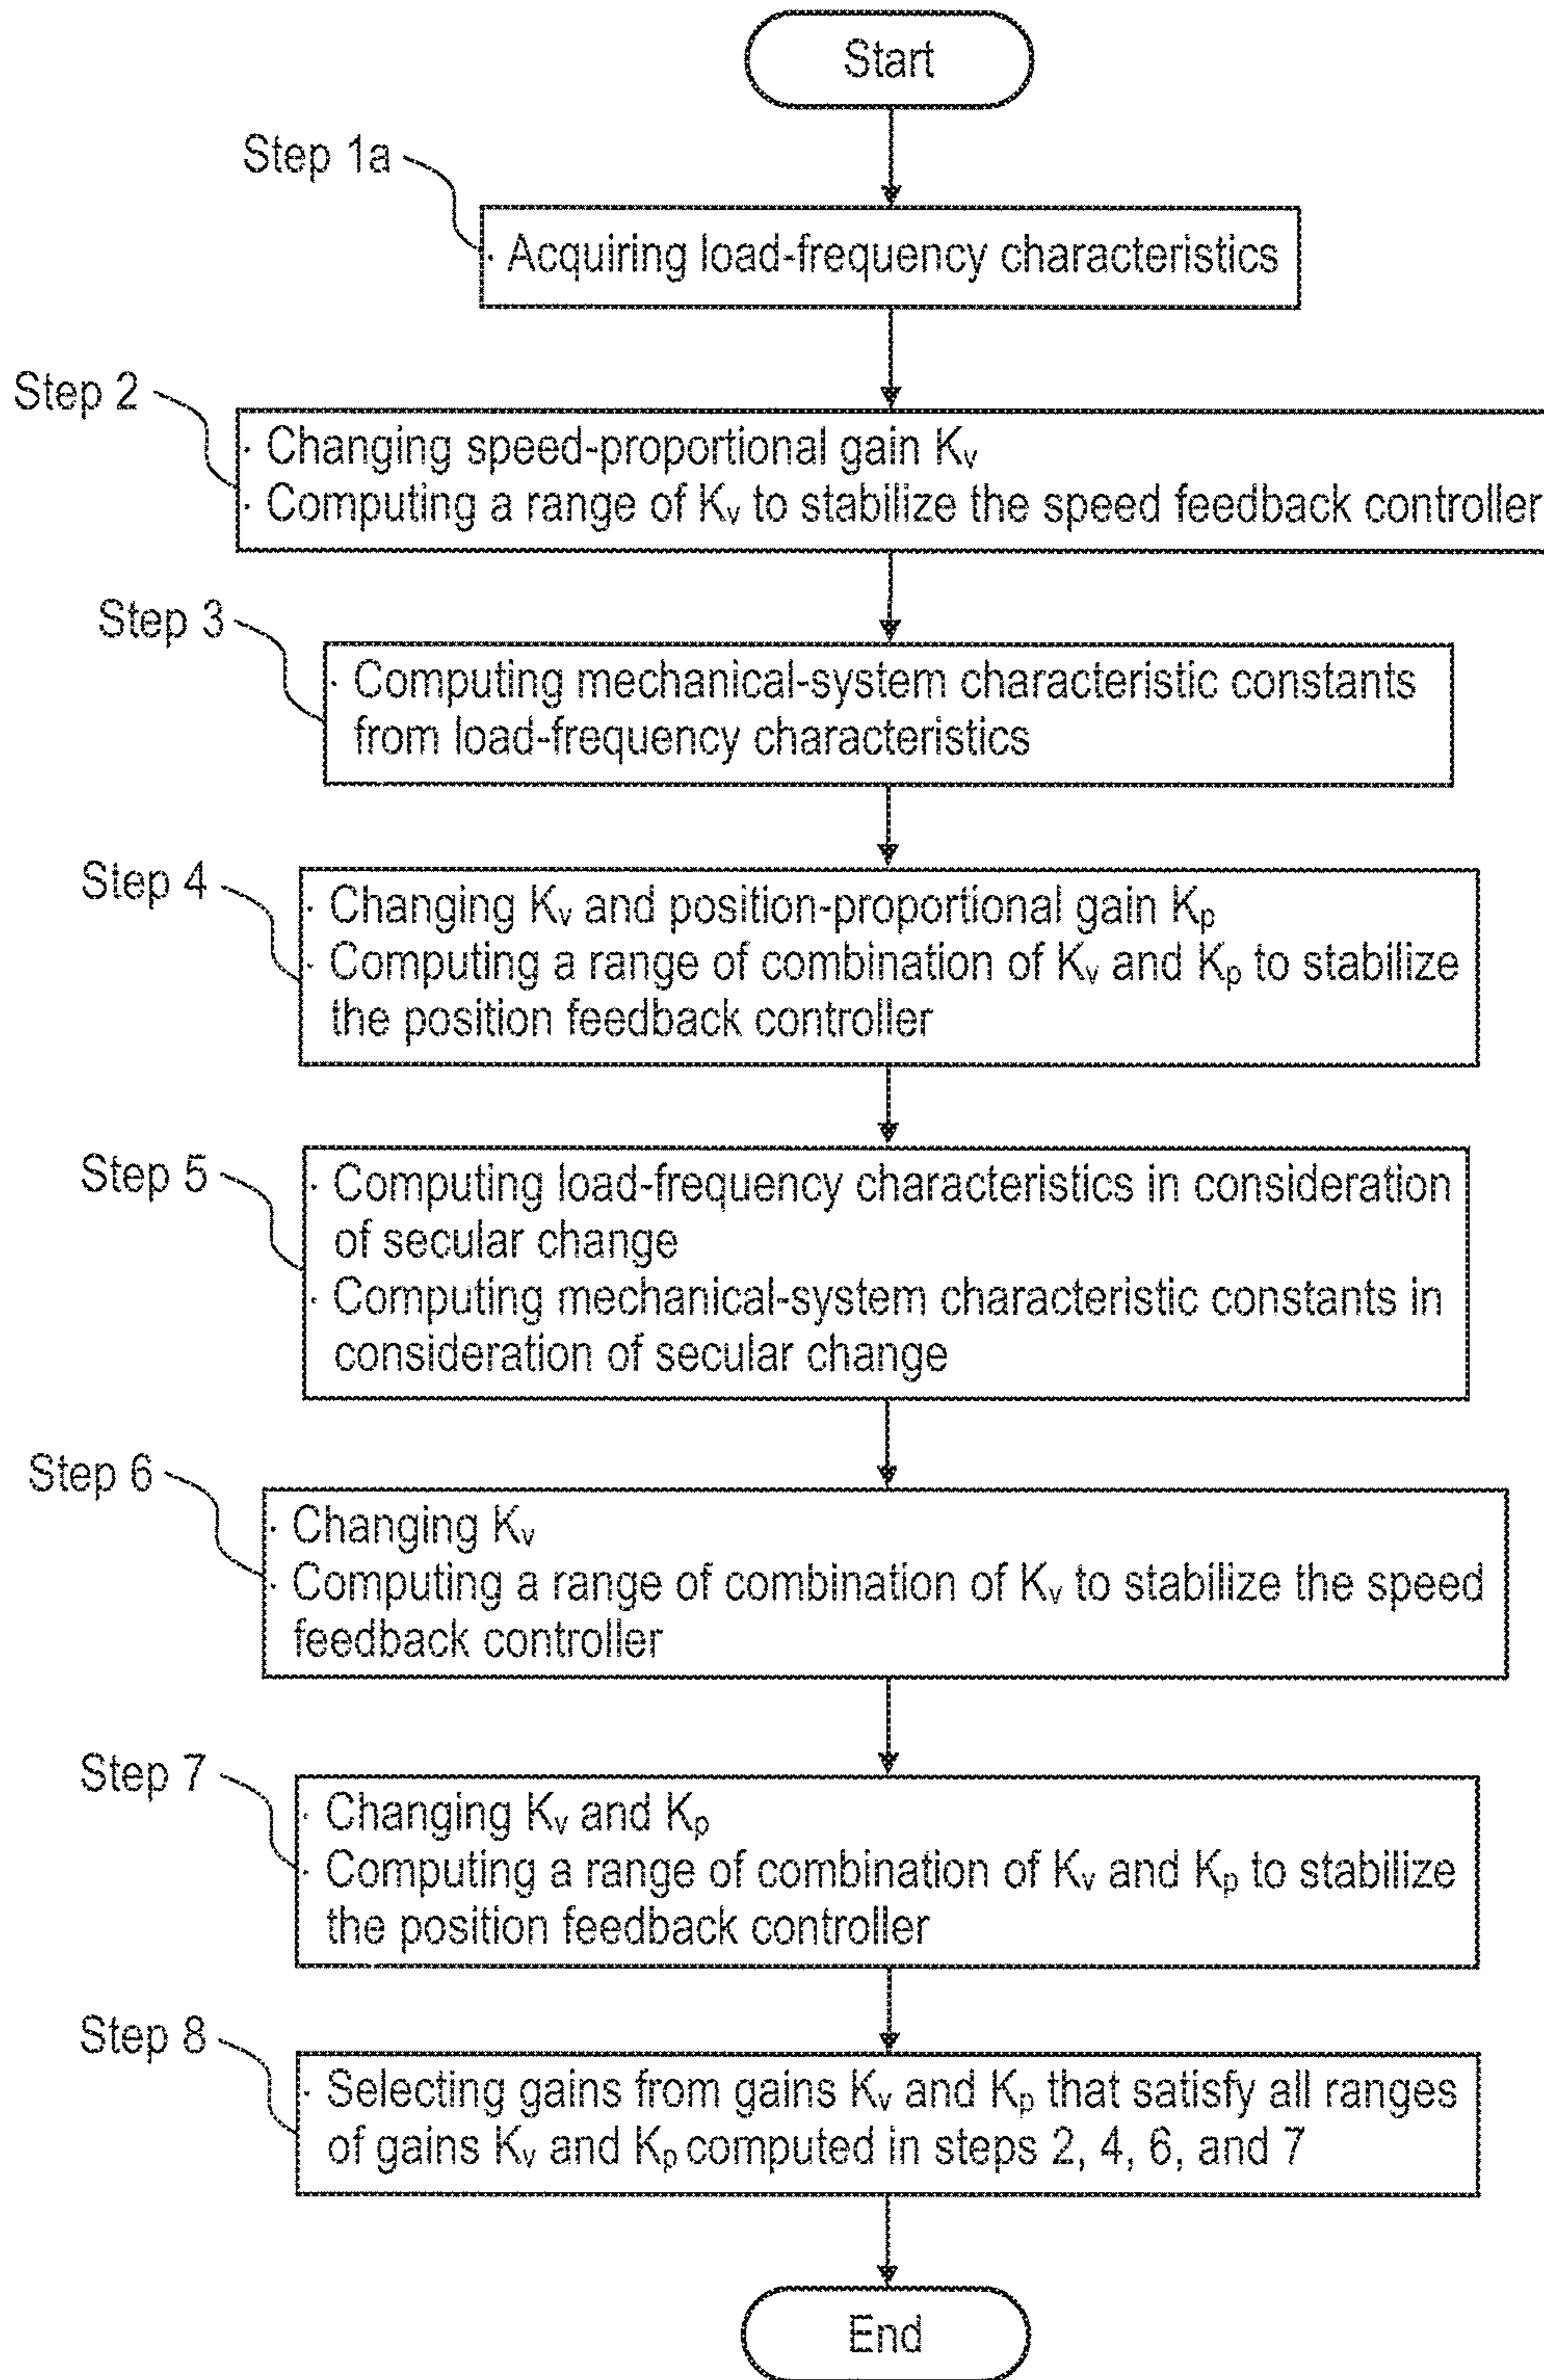 Start
Step 1a
· Acquiring load-frequency characteristics
Step 2
· Changing speed-proportional gain Kv
· Computing a range of Kv to stabilize the speed feedback controller
Step 3
· Computing mechanical-system characteristic constants
from load-frequency characteristics
Step 4
· Changing Kv and position-proportional gain Kp
· Computing a range of combination of Kv and Kp to stabilize
the position feedback controller
Step 5
· Computing load-frequency characteristics in consideration
of secular change
· Computing mechanical-system characteristic constants in
consideration of secular change
Step 6
· Changing Kv
· Computing a range of combination of Kv to stabilize the speed
feedback controller
Step 7
· Changing Kv and Kp
· Computing a range of combination of Kv and Kp to stabilize
the position feedback controller
Step 8
· Selecting gains from gains Kv and Kp that satisfy all ranges
of gains Kv and Kp computed in steps 2, 4, 6, and 7
End